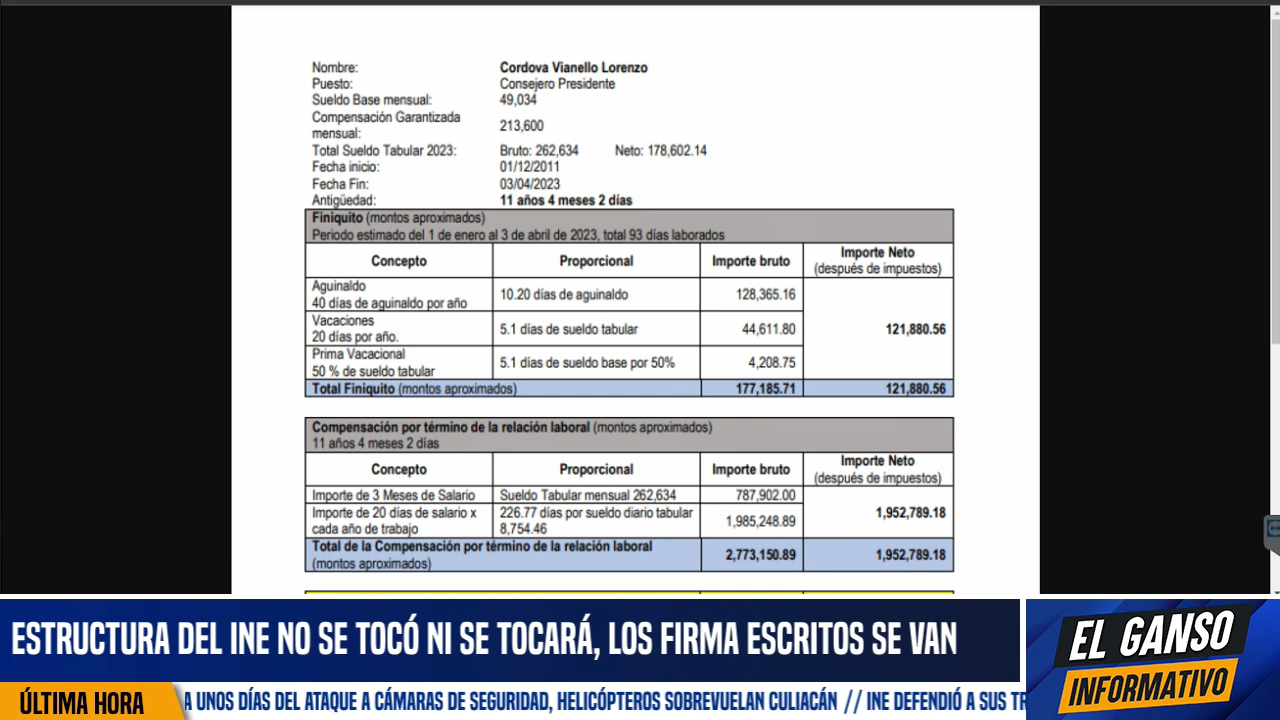 Nombre: Cordova Vianello Lorenzo
Puesto: Consejero Presidente
Sueldo Base mensual: 49,034
Compensación Garantizada
mensual: 213,600
Total Sueldo Tabular 2023: Bruto: 262,634 Neto: 178,602.14
Fecha inicio: 01/12/2011
Fecha Fin: 03/04/2023
Antigüedad: 11 años 4 meses 2 días
Finiquito (montos aproximados)
Periodo estimado del 1 de enero al 3 de abril de 2023, total 93 días laborados
Concepto Proporcional Importe bruto Importe Neto
(después de impuestos)
Aguinaldo
40 días de aguinaldo por año 10.20 días de aguinaldo 128,365.16
Vacaciones
20 días por año. 5.1 días de sueldo tabular 44,611.80 121,880.56
Prima Vacacional
50 % de sueldo tabular 5.1 días de sueldo base por 50% 4,208.75
Total Finiquito (montos aproximados) 177,185.71 121,880.56
Compensación por término de la relación laboral (montos aproximados)
11 años 4 meses 2 días
Concepto Proporcional Importe bruto Importe Neto
(después de impuestos)
Importe de 3 Meses de Salario Sueldo Tabular mensual 262,634 787,902.00
Importe de 20 días de salario x 226.77 días por sueldo diario tabular 1,952,789.18
cada año de trabajo 8,754.46 1,985,248.89
Total de la Compensación por término de la relación laboral
(montos aproximados) 2,773,150.89 1,952,789.18
ESTRUCTURA DEL INE NO SE TOCÓ NI SE TOCARÁ, LOS FIRMA ESCRITOS SE VAN
EL GANSO
INFORMATIVO
ÚLTIMA HORA A UNOS DÍAS DEL ATAQUE A CÁMARAS DE SEGURIDAD, HELICÓPTEROS SOBREVUELAN CULIACÁN // INE DEFENDIÓ A SUS TR